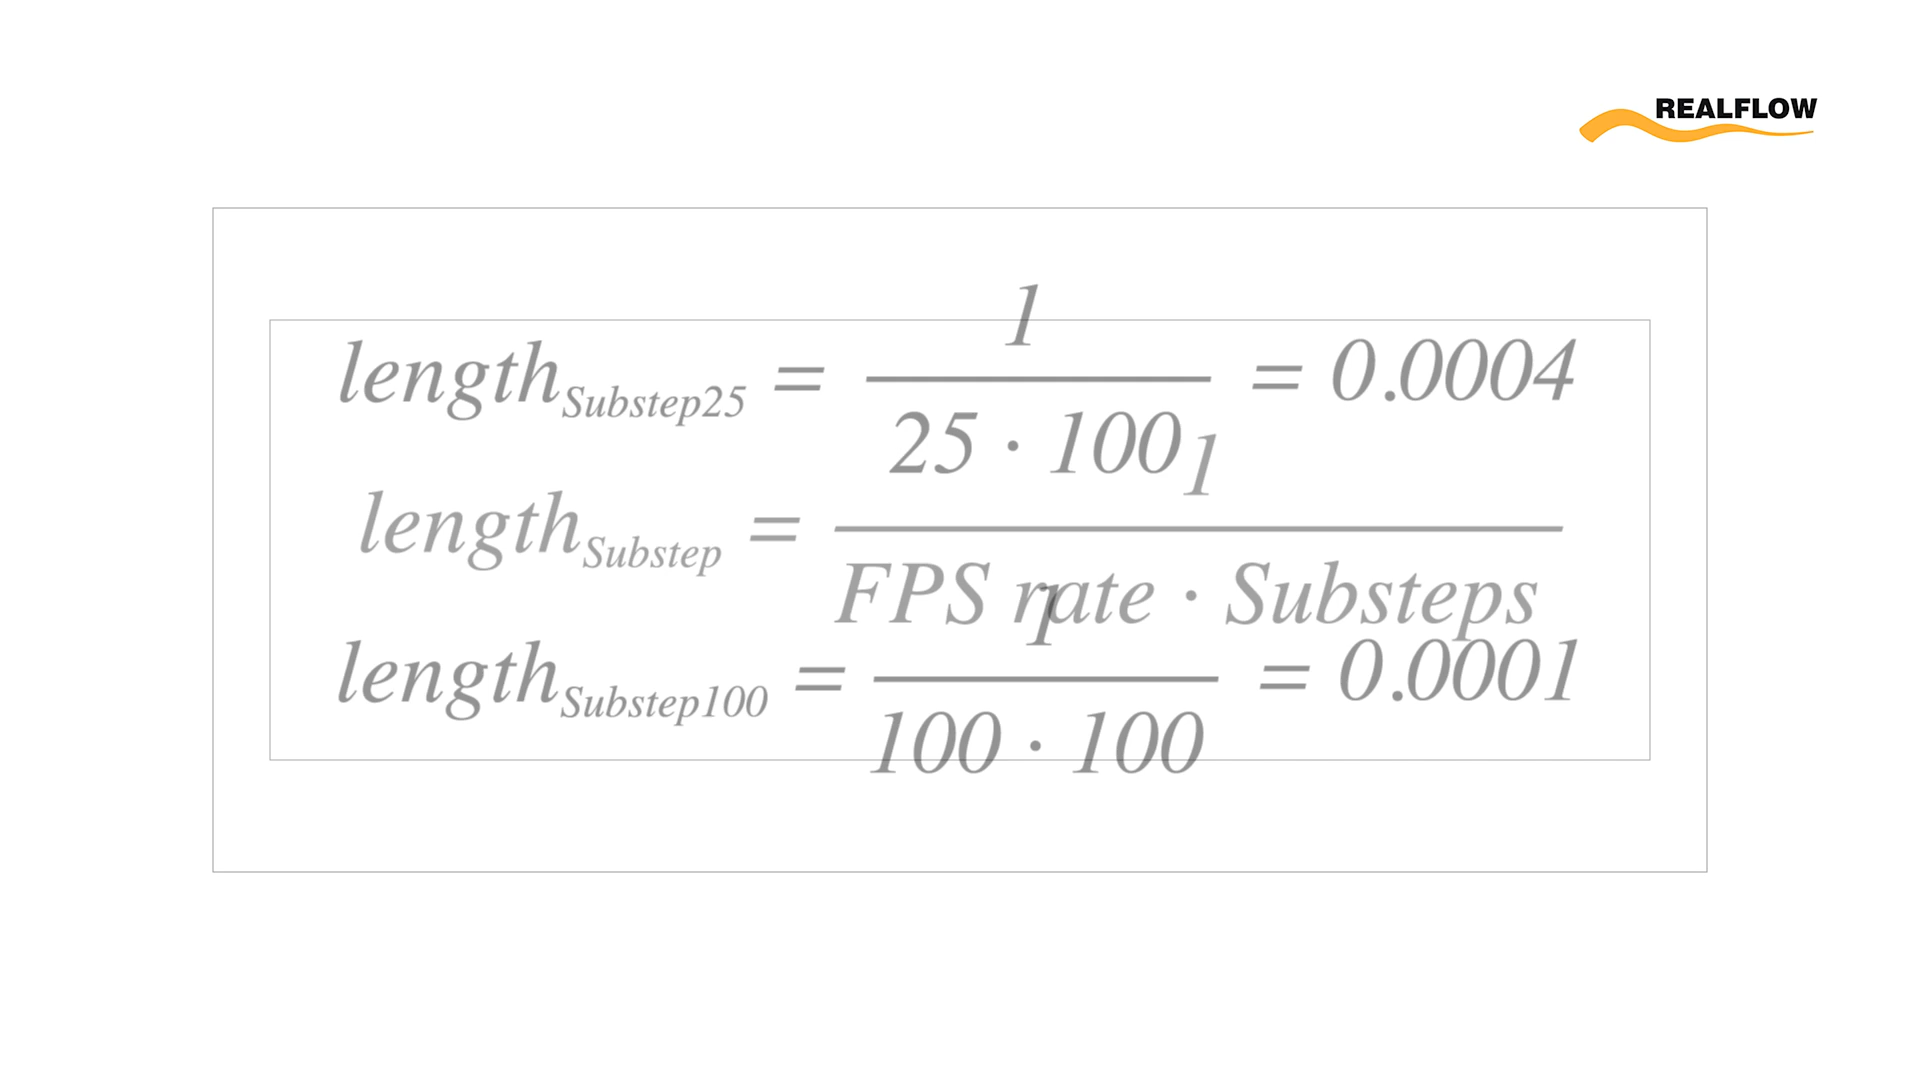 REALFLOW
length_Substep25 = 1 / (25 · 100) = 0.0004
length_Substep = 1 / (FPS rate · Substeps)
length_Substep100 = 1 / (100 · 100) = 0.0001